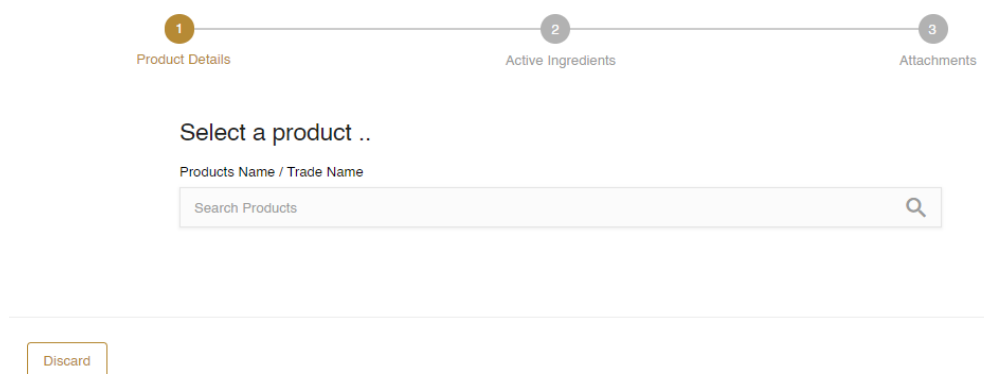 1 2 3
Product Details Active Ingredients Attachments
Select a product ..
Products Name / Trade Name
Search Products
Discard